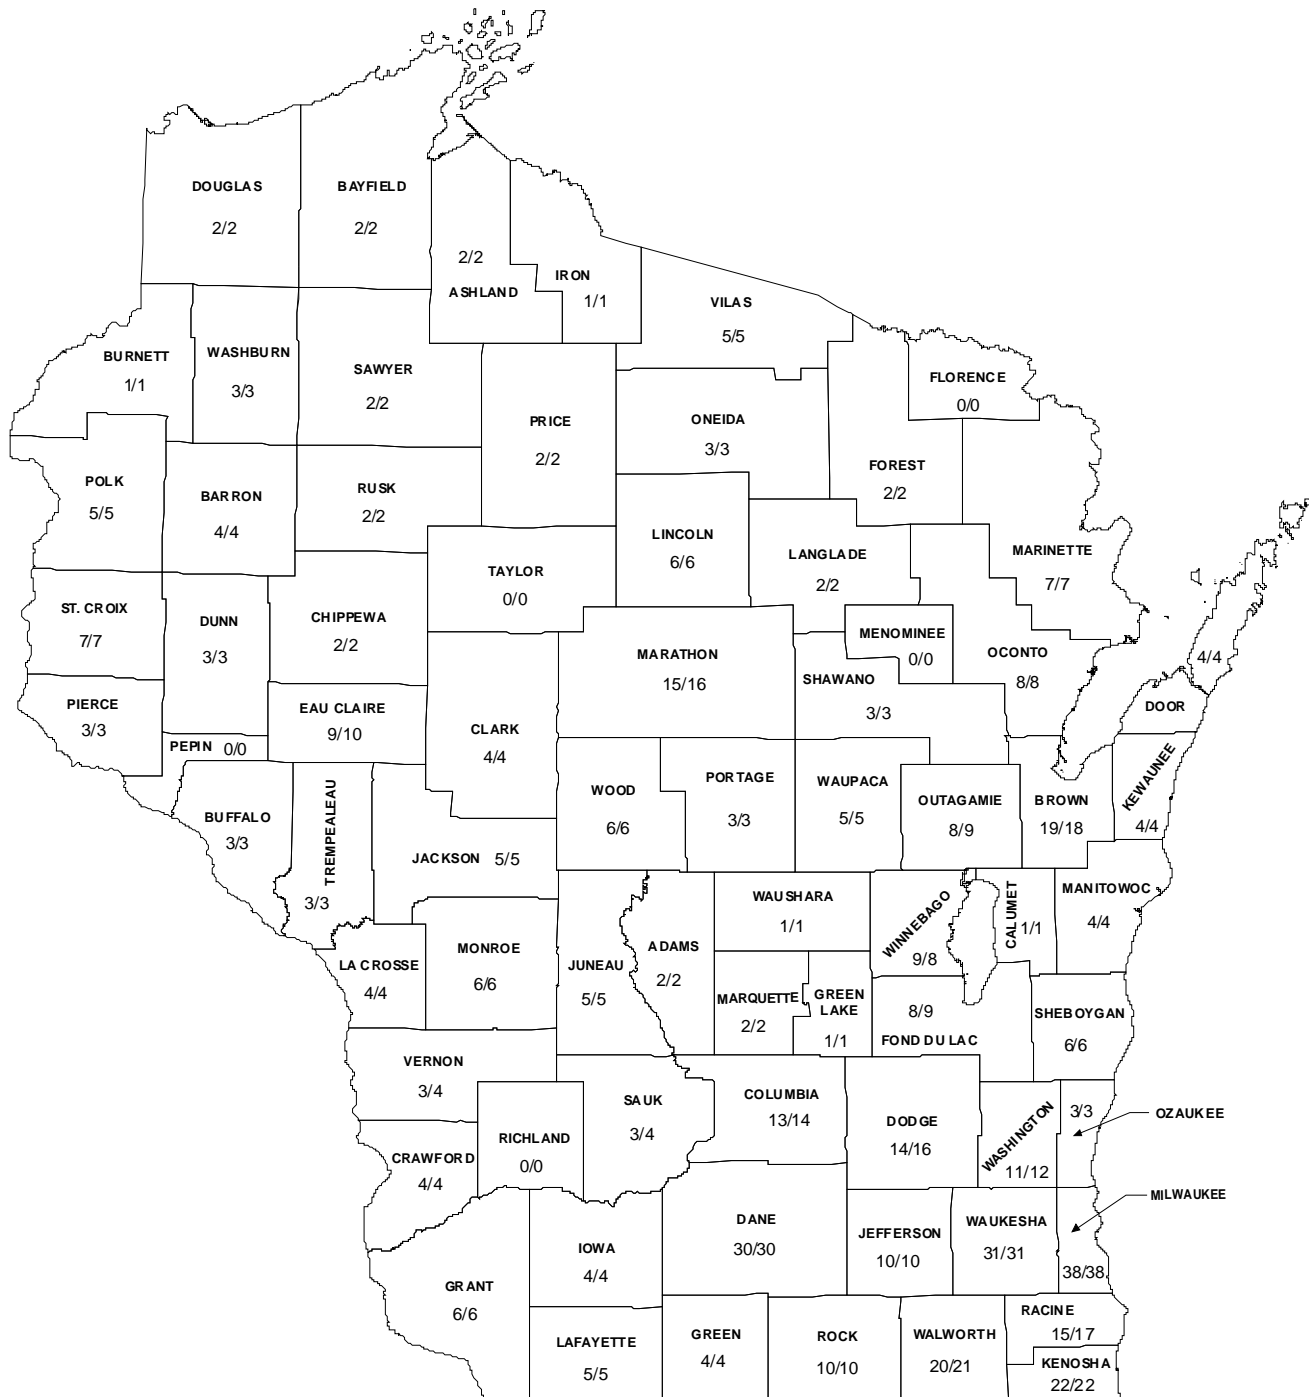 DOUGLAS
2/2
BAYFIELD
2/2
2/2
ASHLAND
IRON
1/1
VILAS
5/5
BURNETT
1/1
WASHBURN
3/3
SAWYER
2/2
PRICE
2/2
ONEIDA
3/3
FLORENCE
0/0
FOREST
2/2
POLK
5/5
BARRON
4/4
RUSK
2/2
TAYLOR
0/0
LINCOLN
6/6
LANGLADE
2/2
MARINETTE
7/7
ST. CROIX
7/7
DUNN
3/3
CHIPPEWA
2/2
MARATHON
15/16
MENOMINEE
0/0
SHAWANO
3/3
OCONTO
8/8
4/4
DOOR
PIERCE
3/3
PEPIN 0/0
EAU CLAIRE
9/10
CLARK
4/4
BUFFALO
3/3
TREMPEALEAU
3/3
JACKSON 5/5
WOOD
6/6
PORTAGE
3/3
WAUPACA
5/5
OUTAGAMIE
8/9
BROWN
19/18
KEWAUNEE
4/4
LA CROSSE
4/4
MONROE
6/6
JUNEAU
5/5
ADAMS
2/2
WAUSHARA
1/1
WINNEBAGO
9/8
CALUMET
1/1
MANITOWOC
4/4
MARQUETTE
2/2
GREEN
LAKE
1/1
8/9
FOND DU LAC
SHEBOYGAN
6/6
VERNON
3/4
CRAWFORD
4/4
RICHLAND
0/0
SAUK
3/4
COLUMBIA
13/14
DODGE
14/16
WASHINGTON
11/12
3/3
OZAUKEE
MILWAUKEE
38/38
GRANT
6/6
IOWA
4/4
DANE
30/30
JEFFERSON
10/10
WAUKESHA
31/31
LAFAYETTE
5/5
GREEN
4/4
ROCK
10/10
WALWORTH
20/21
RACINE
15/17
KENOSHA
22/22